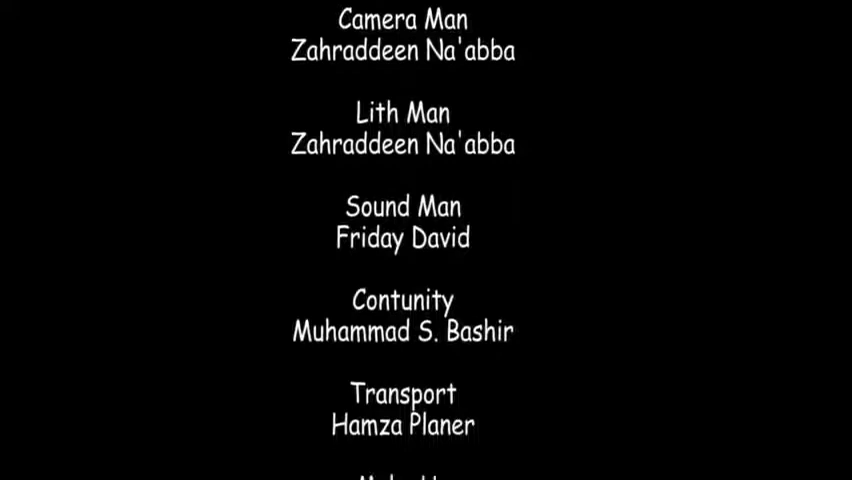 Camera Man
Zahraddeen Na'abba
Lith Man
Zahraddeen Na'abba
Sound Man
Friday David
Contunity
Muhammad S. Bashir
Transport
Hamza Planer